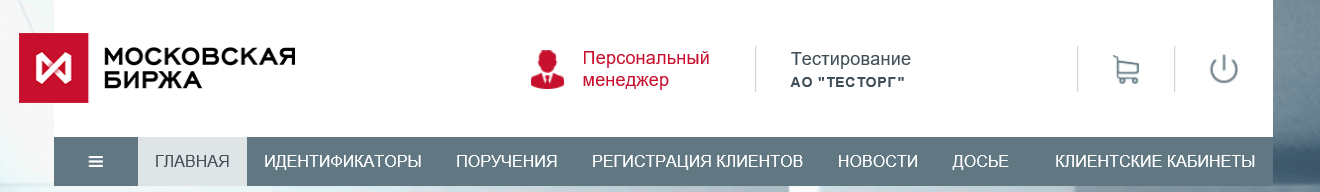 МОСКОВСКАЯ
БИРЖА
Персональный
менеджер
Тестирование
АО "ТЕСТОРГ"
ГЛАВНАЯ ИДЕНТИФИКАТОРЫ ПОРУЧЕНИЯ РЕГИСТРАЦИЯ КЛИЕНТОВ НОВОСТИ ДОСЬЕ КЛИЕНТСКИЕ КАБИНЕТЫ